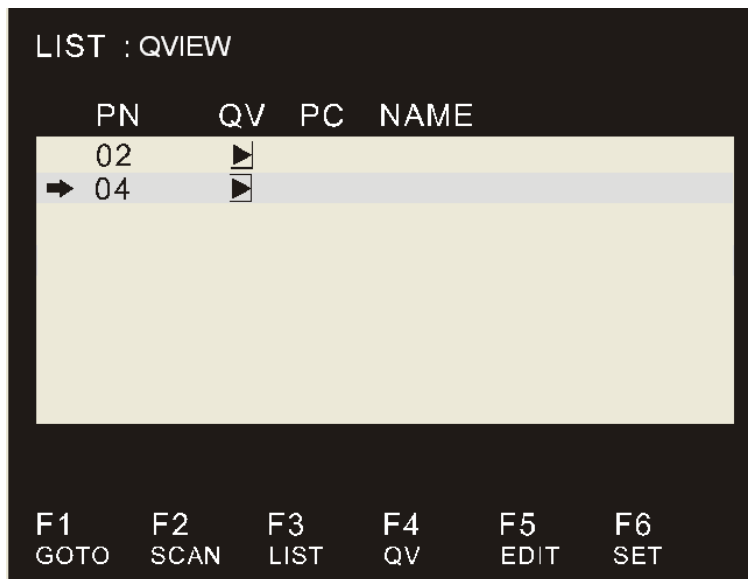 LIST : QVIEW
PN QV PC NAME
02
04
F1 F2 F3 F4 F5 F6
GOTO SCAN LIST QV EDIT SET